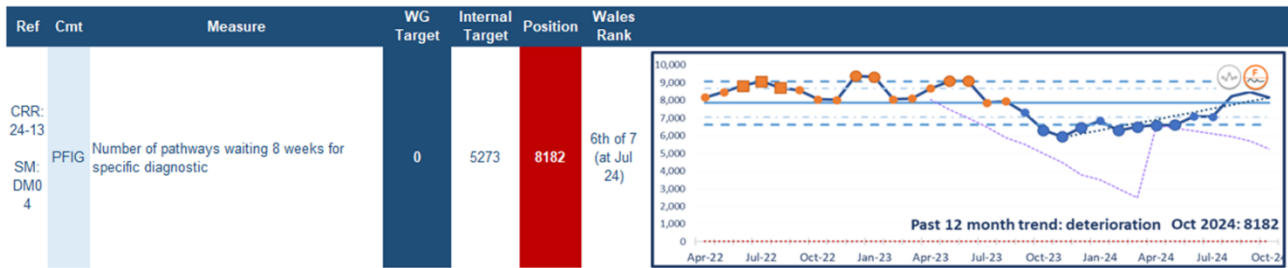 Ref Cmt Measure WG Target Internal Target Position Wales Rank
CRR: 24-13
SM: DM0 4
PFIG
Number of pathways waiting 8 weeks for
specific diagnostic
0
5273
8182
6th of 7
(at Jul
24)
10,000
9,000
8,000
7,000
6,000
5,000
4,000
3,000
2,000
1,000
0
F
Past 12 month trend: deterioration Oct 2024: 8182
Apr-22 Jul-22 Oct-22 Jan-23 Apr-23 Jul-23 Oct-23 Jan-24 Apr-24 Jul-24 Oct-24